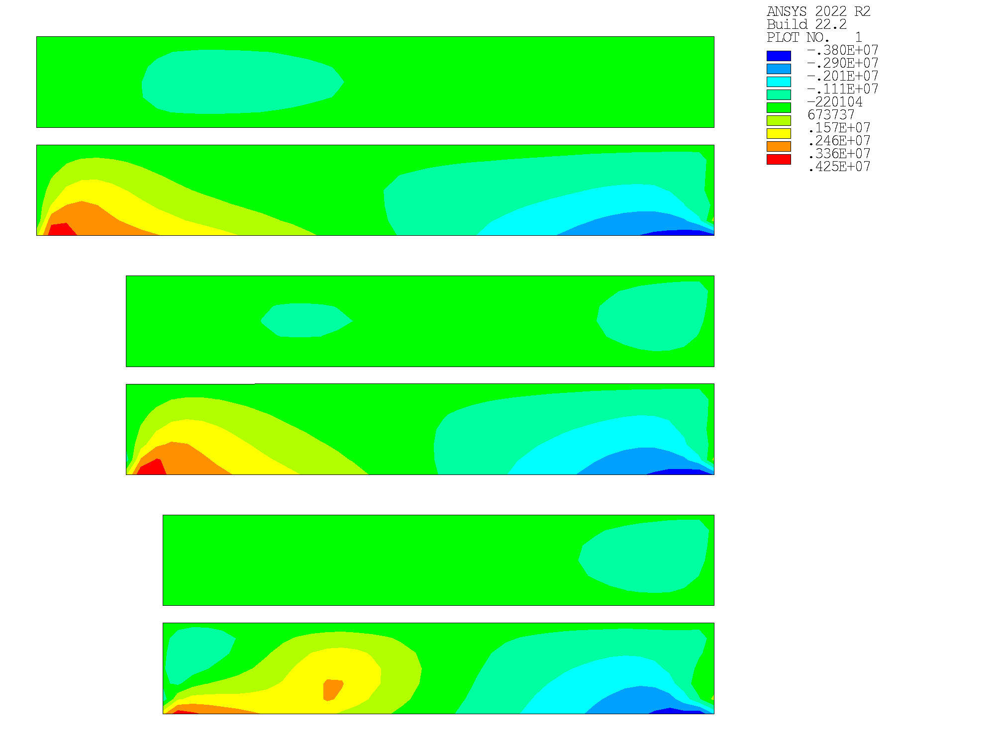 ANSYS 2022 R2
Build 22.2
PLOT NO.   1
-.380E+07
-.290E+07
-.201E+07
-.111E+07
-220104
673737
.157E+07
.246E+07
.336E+07
.425E+07